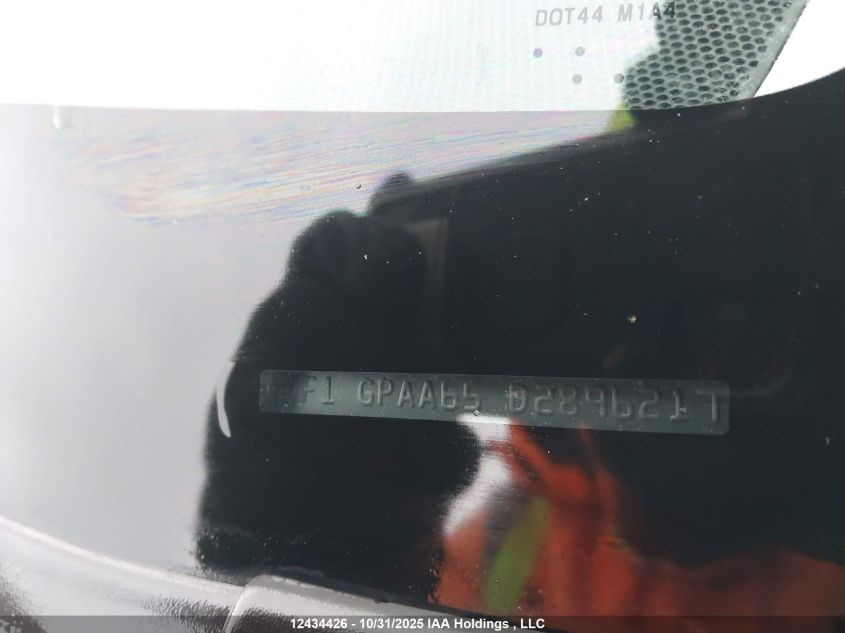 DOT44 M1A4
F1 GPAA65 D2896217
12434426 - 10/31/2025 IAA Holdings , LLC